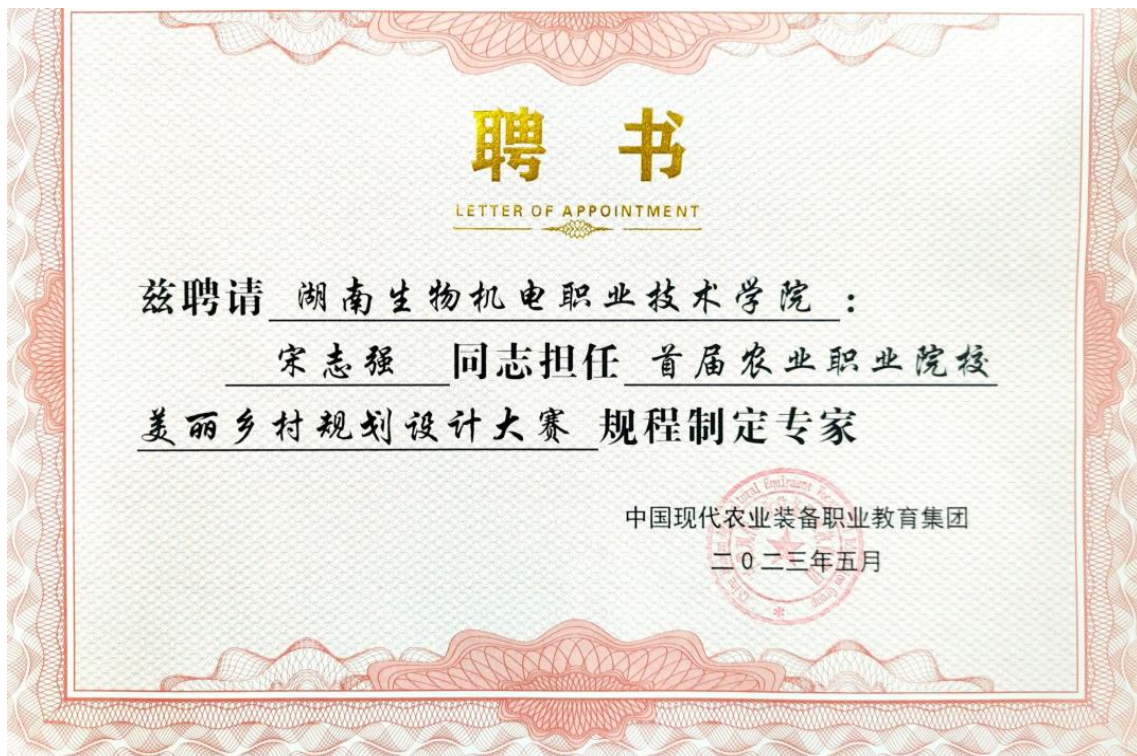 聘 书
LETTER OF APPOINTMENT
兹聘请 湖南生物机电职业技术学院 :
宋志强 同志担任 首届农业职业院校
美丽乡村规划设计大赛 规程制定专家
中国现代农业装备职业教育集团
二0二三年五月